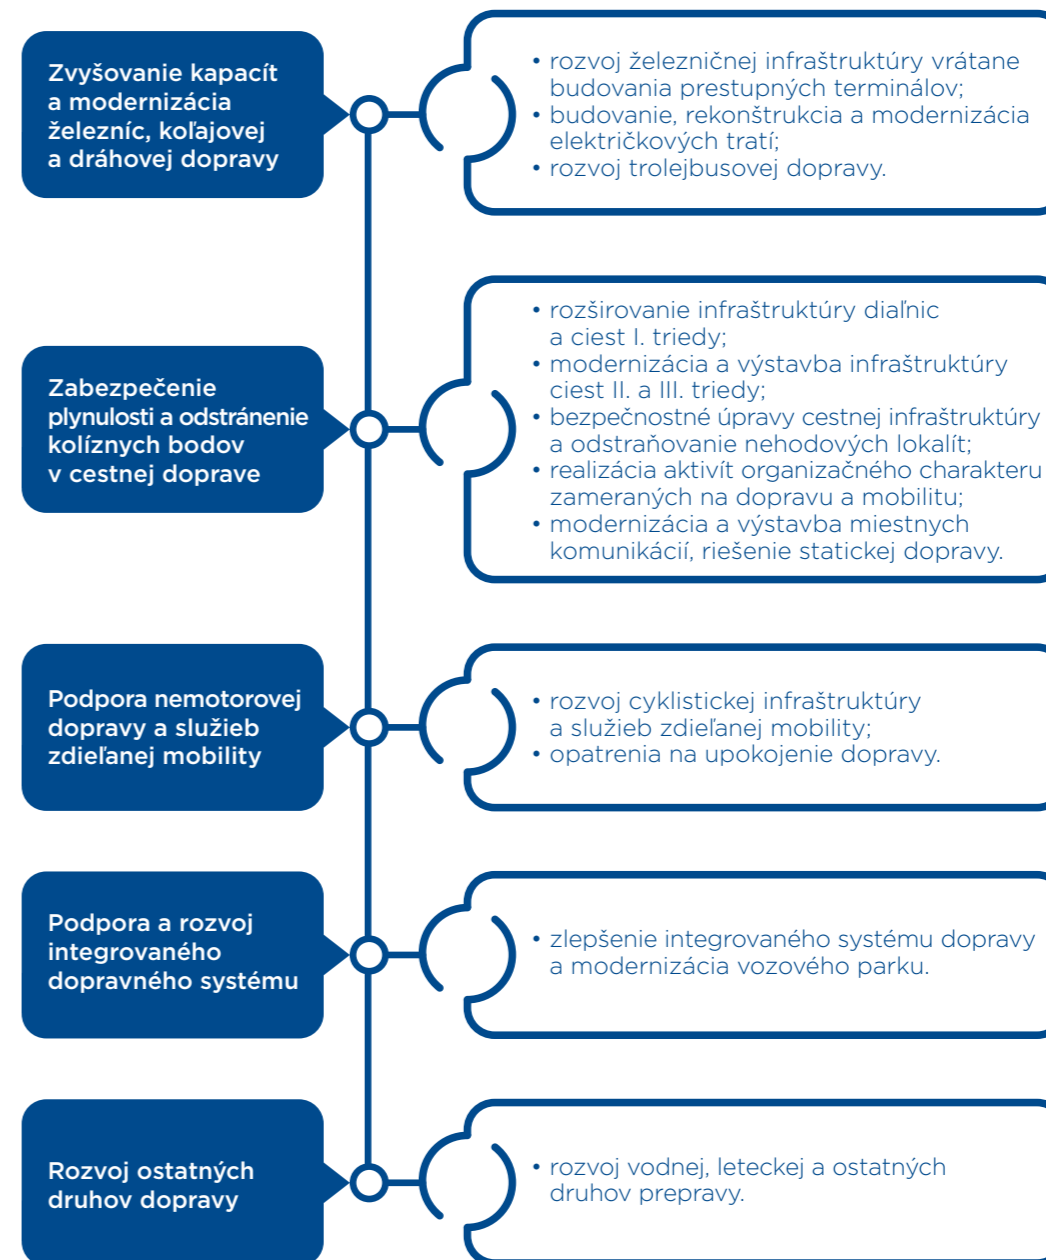 Zvyšovanie kapacít
a modernizácia
železníc, koľajovej
a dráhovej dopravy
• rozvoj železničnej infraštruktúry vrátane
budovania prestupných terminálov;
• budovanie, rekonštrukcia a modernizácia
električkových tratí;
• rozvoj trolejbusovej dopravy.
Zabezpečenie
plynulosti a odstránenie
kolíznych bodov
v cestnej doprave
• rozširovanie infraštruktúry diaľnic
a ciest I. triedy;
• modernizácia a výstavba infraštruktúry
ciest II. a III. triedy;
• bezpečnostné úpravy cestnej infraštruktúry
a odstraňovanie nehodových lokalít;
• realizácia aktivít organizačného charakteru
zameraných na dopravu a mobilitu;
• modernizácia a výstavba miestnych
komunikácií, riešenie statickej dopravy.
Podpora nemotorovej
dopravy a služieb
zdieľanej mobility
• rozvoj cyklistickej infraštruktúry
a služieb zdieľanej mobility;
• opatrenia na upokojenie dopravy.
Podpora a rozvoj
integrovaného
dopravného systému
• zlepšenie integrovaného systému dopravy
a modernizácia vozového parku.
Rozvoj ostatných
druhov dopravy
• rozvoj vodnej, leteckej a ostatných
druhov prepravy.